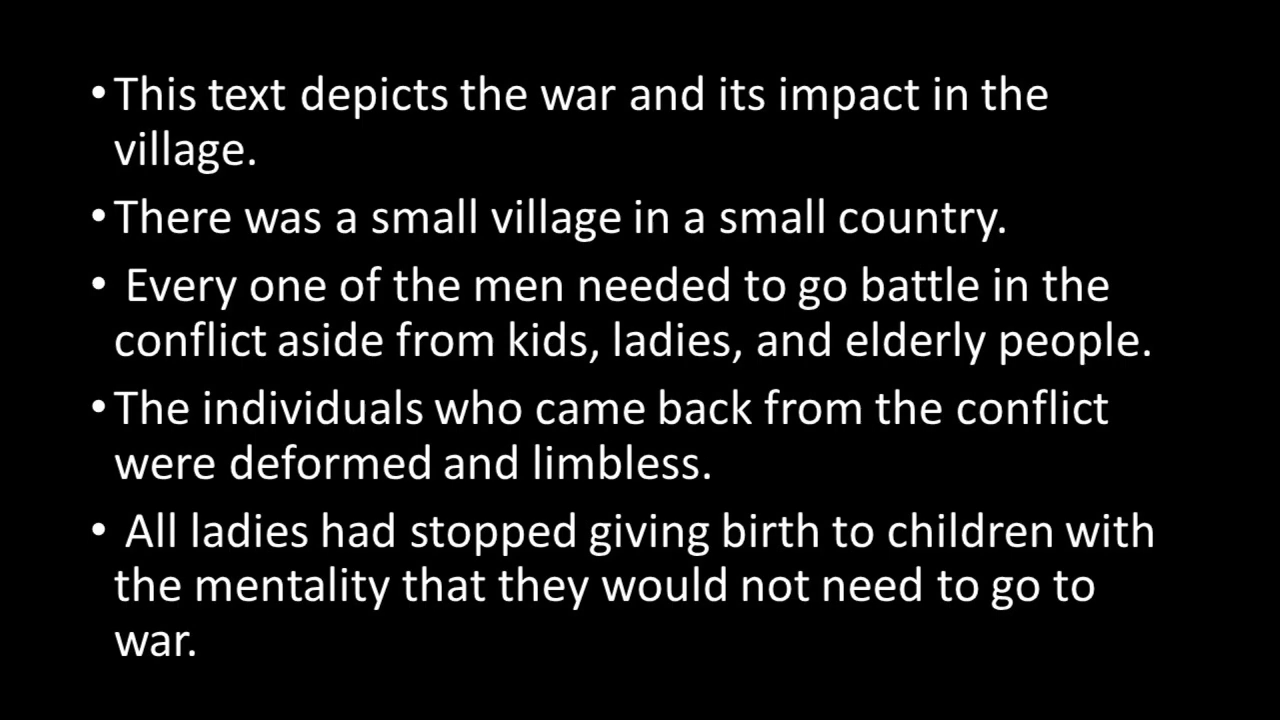 •This text depicts the war and its impact in the
village.
•There was a small village in a small country.
• Every one of the men needed to go battle in the
conflict aside from kids, ladies, and elderly people.
•The individuals who came back from the conflict
were deformed and limbless.
• All ladies had stopped giving birth to children with
the mentality that they would not need to go to
war.